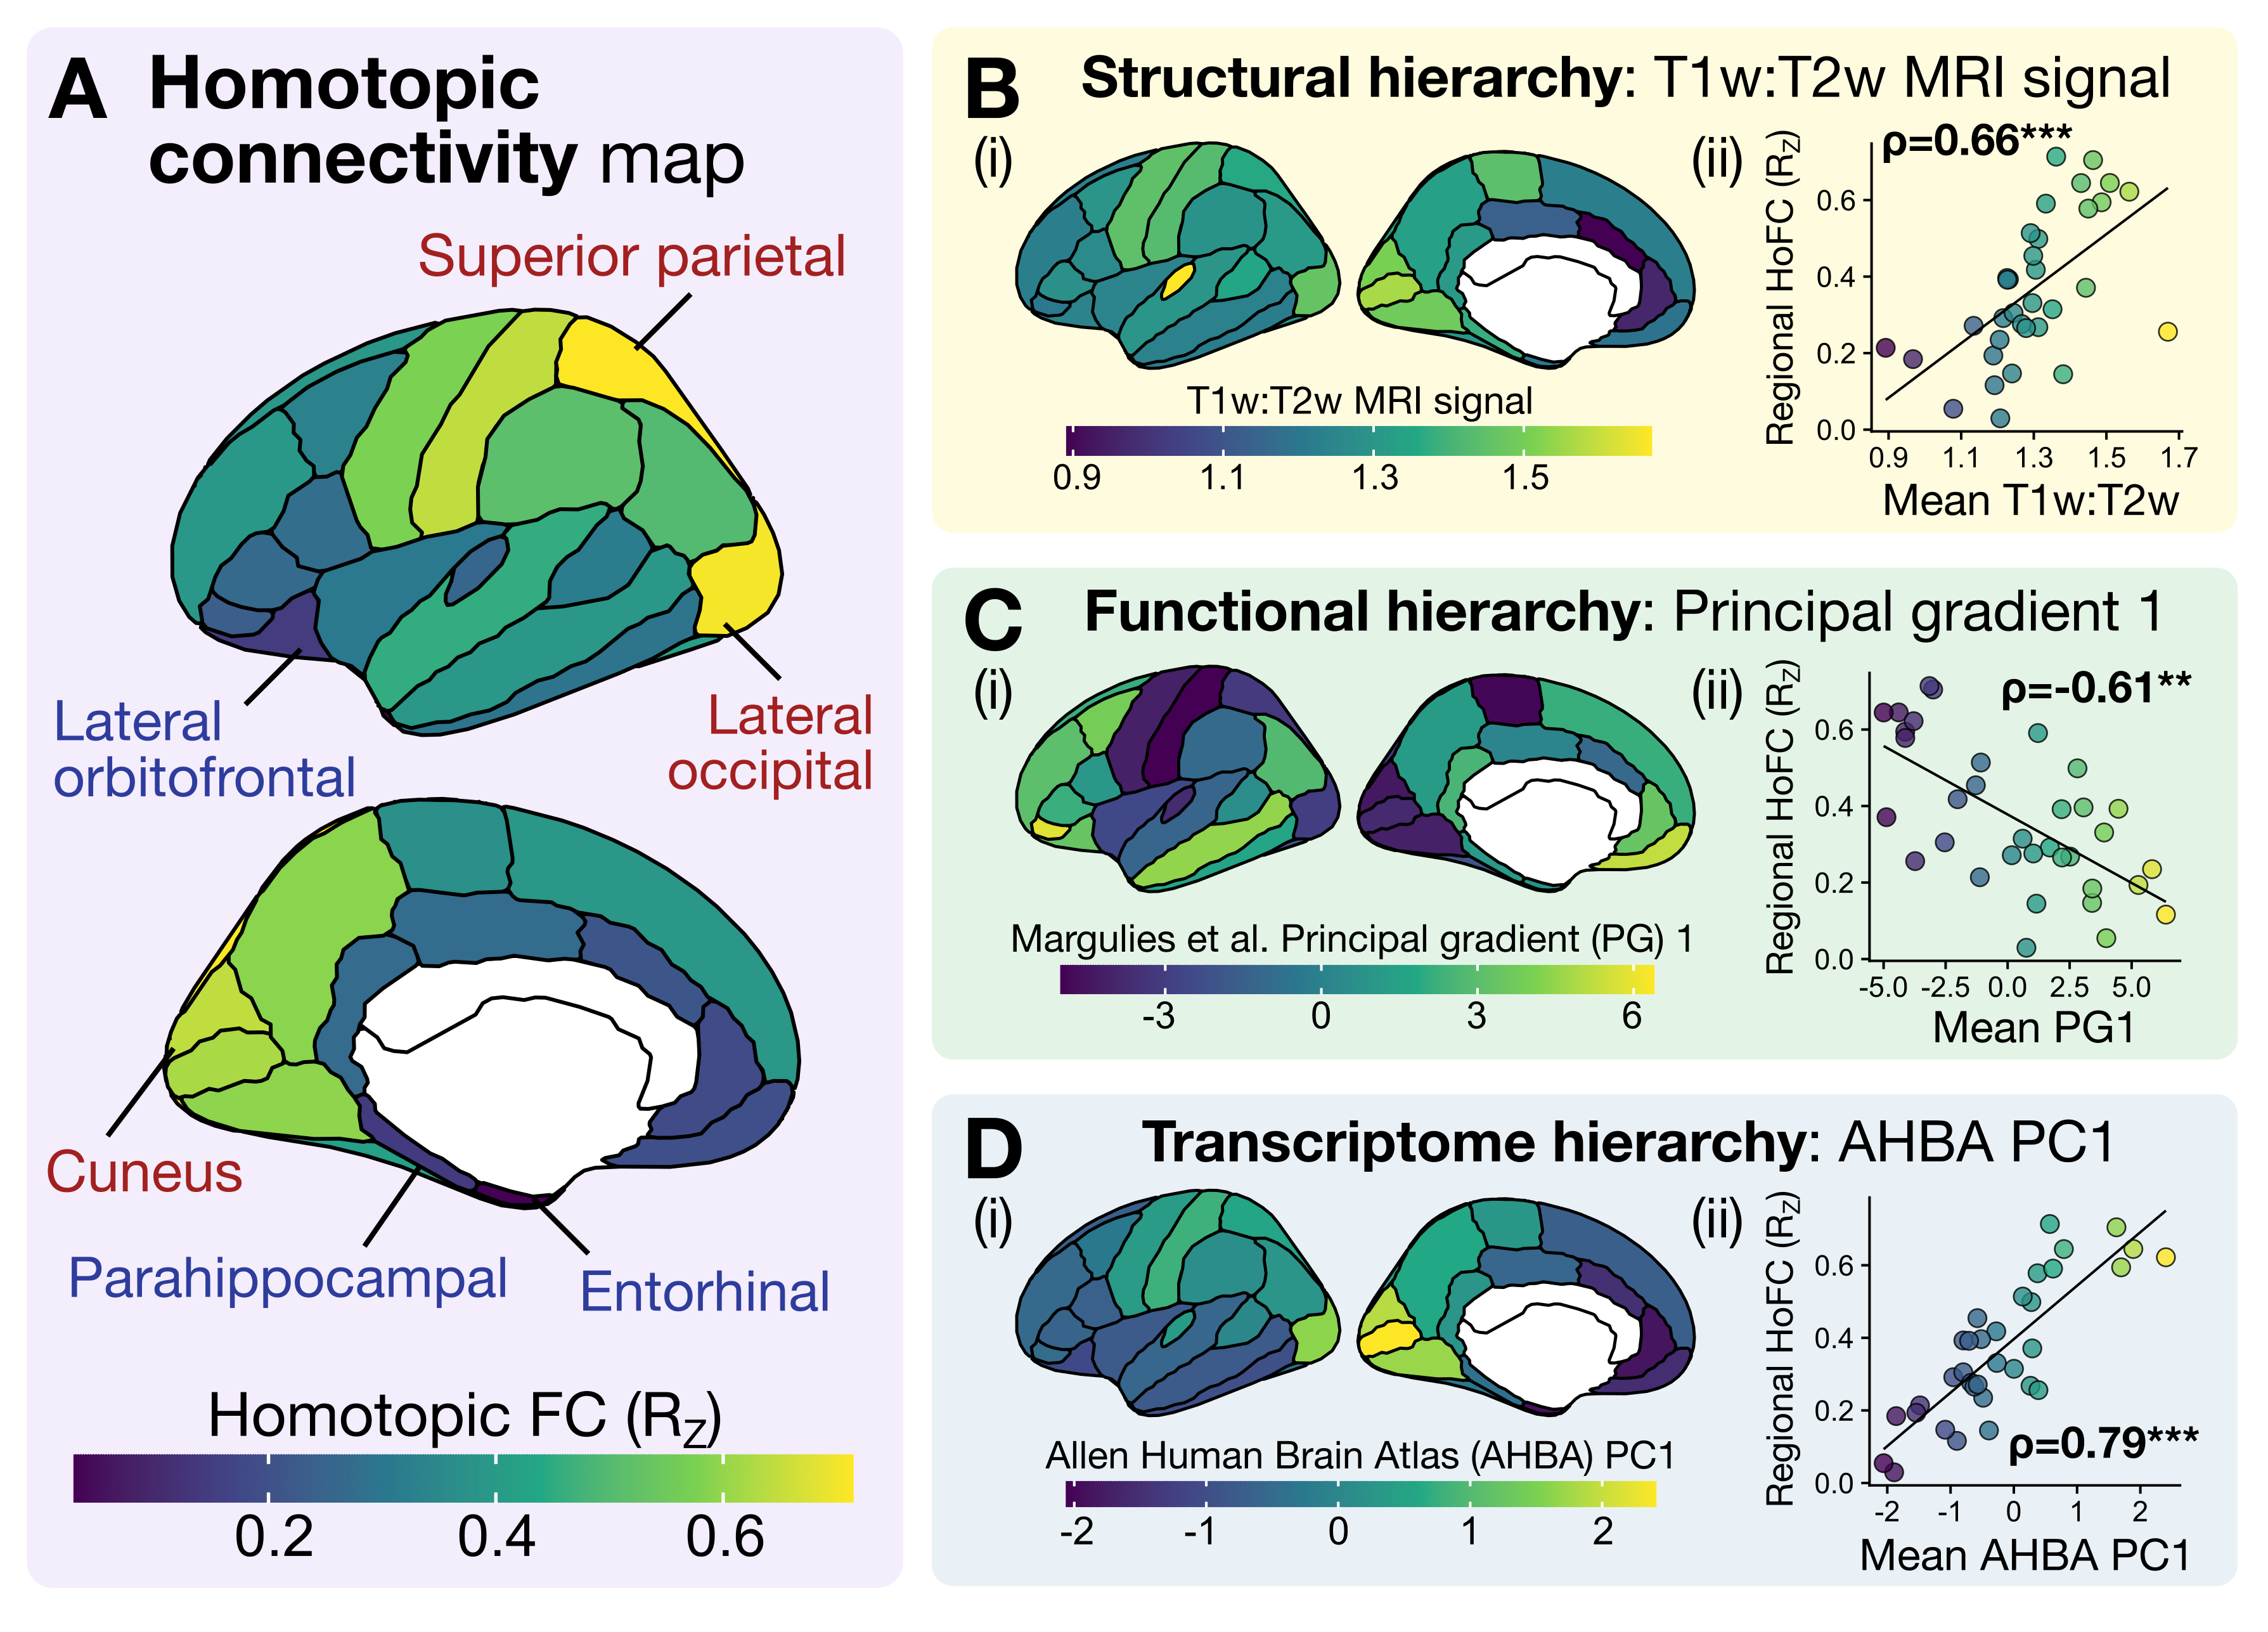 A
Homotopic
connectivity map
Superior parietal
Lateral
orbitofrontal
Lateral
occipital
Cuneus
Parahippocampal
Entorhinal
Homotopic FC (RZ)
0.2 0.4 0.6
B
Structural hierarchy: T1w:T2w MRI signal
(i)
T1w:T2w MRI signal
0.9 1.1 1.3 1.5
(ii)
ρ=0.66***
Regional HoFC (RZ)
0.6
0.4
0.2
0.0
0.9 1.1 1.3 1.5 1.7
Mean T1w:T2w
C
Functional hierarchy: Principal gradient 1
(i)
Margulies et al. Principal gradient (PG) 1
-3 0 3 6
(ii)
ρ=-0.61**
Regional HoFC (RZ)
0.6
0.4
0.2
0.0
-5.0 -2.5 0.0 2.5 5.0
Mean PG1
D
Transcriptome hierarchy: AHBA PC1
(i)
Allen Human Brain Atlas (AHBA) PC1
-2 -1 0 1 2
(ii)
Regional HoFC (RZ)
0.6
0.4
0.2
0.0
ρ=0.79***
-2 -1 0 1 2
Mean AHBA PC1